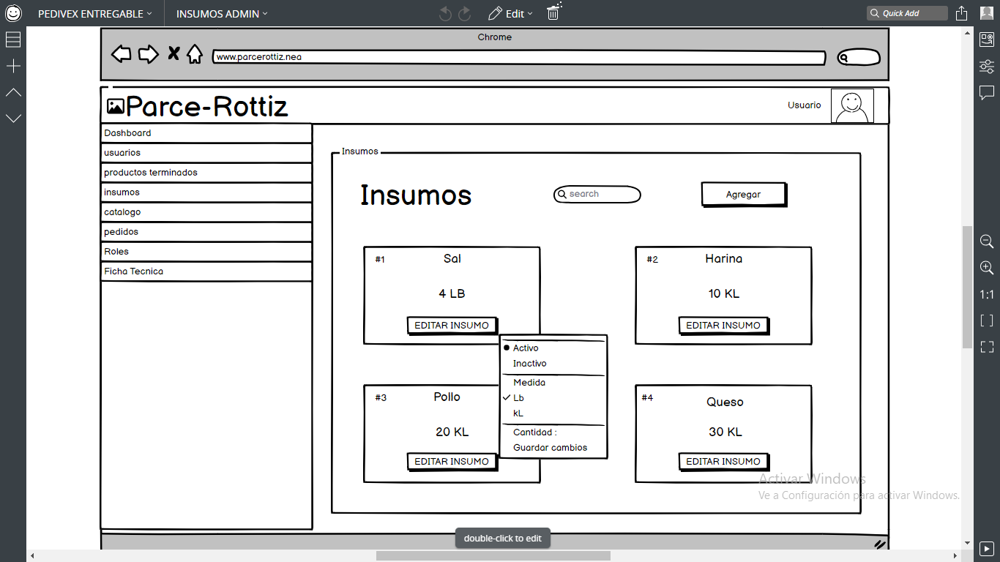 PEDIVEX ENTREGABLE
INSUMOS ADMIN
Edit
Quick Add
Chrome
www.parcerottiz.nea
Parce-Rottiz
Usuario
Dashboard
usuarios
productos terminados
insumos
catalogo
pedidos
Roles
Ficha Tecnica
Insumos
Insumos
search
Agregar
#1
Sal
4 LB
EDITAR INSUMO
#2
Harina
10 KL
EDITAR INSUMO
Activo
Inactivo
Medida
Lb
kL
Cantidad :
Guardar cambios
#3
Pollo
20 KL
EDITAR INSUMO
#4
Queso
30 KL
EDITAR INSUMO
1:1
Activar Windows
Ve a Configuración para activar Windows.
double-click to edit